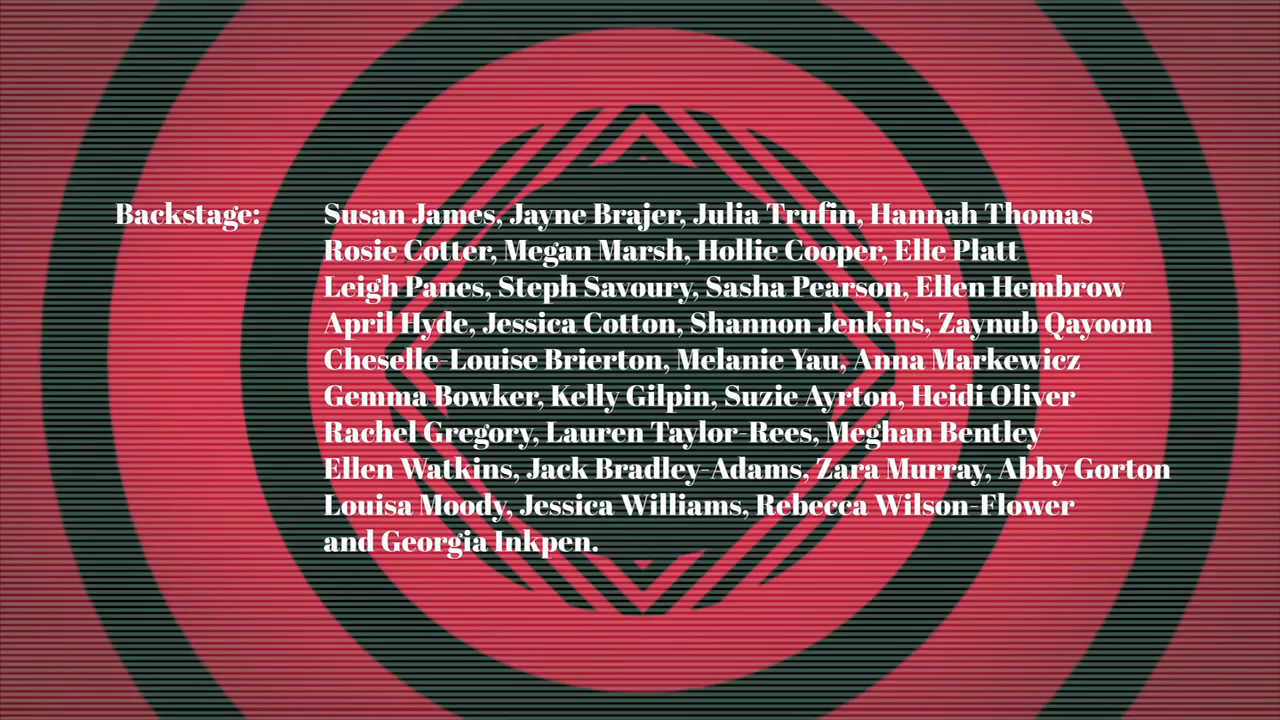 Backstage: Susan James, Jayne Brajer, Julia Trufin, Hannah Thomas
Rosie Cotter, Megan Marsh, Hollie Cooper, Elle Platt
Leigh Panes, Steph Savoury, Sasha Pearson, Ellen Hembrow
April Hyde, Jessica Cotton, Shannon Jenkins, Zaynub Qayoom
Cheselle-Louise Brierton, Melanie Yau, Anna Markewicz
Gemma Bowker, Kelly Gilpin, Suzie Ayrton, Heidi Oliver
Rachel Gregory, Lauren Taylor-Rees, Meghan Bentley
Ellen Watkins, Jack Bradley-Adams, Zara Murray, Abby Gorton
Louisa Moody, Jessica Williams, Rebecca Wilson-Flower
and Georgia Inkpen.